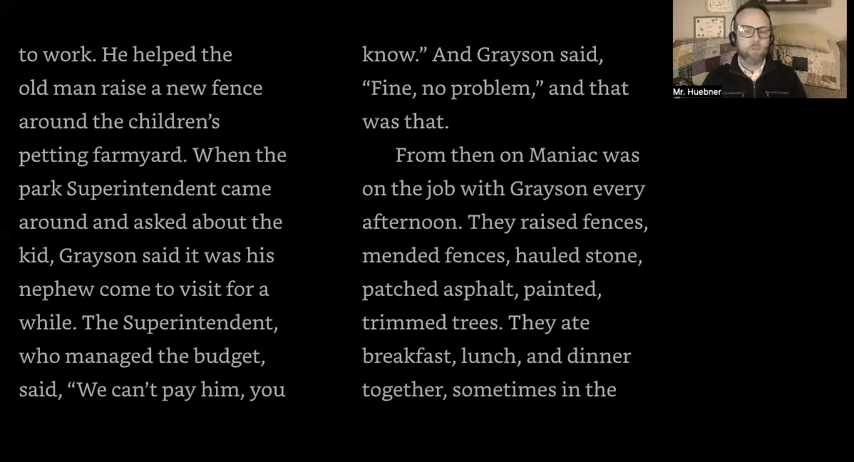 to work. He helped the
old man raise a new fence
around the children’s
petting farmyard. When the
park Superintendent came
around and asked about the
kid, Grayson said it was his
nephew come to visit for a
while. The Superintendent,
who managed the budget,
said, “We can’t pay him, you
know.” And Grayson said,
“Fine, no problem,” and that
was that.
From then on Maniac was
on the job with Grayson every
afternoon. They raised fences,
mended fences, hauled stone,
patched asphalt, painted,
trimmed trees. They ate
breakfast, lunch, and dinner
together, sometimes in the
Mr. Huebner